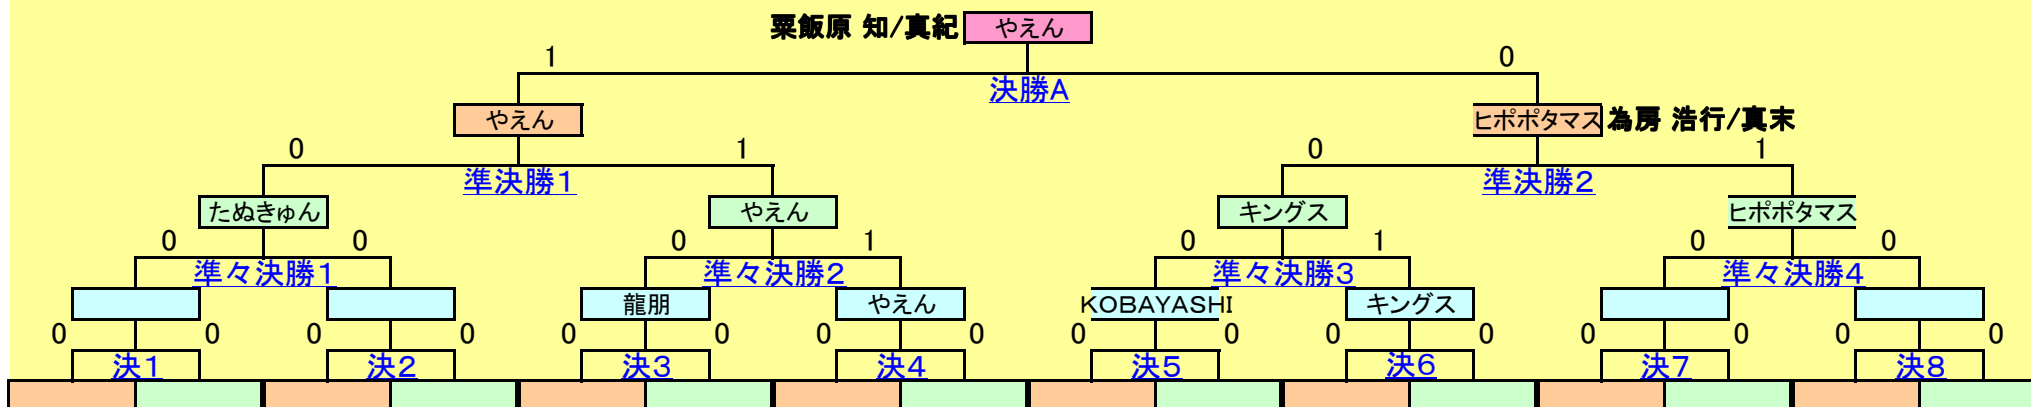 粟飯原 知/真紀 やえん
1 0
決勝A
やえん ヒポポタマス 為房 浩行/真末
0 1 0 1
準決勝1 準決勝2
たぬきゅん やえん キングス ヒポポタマス
0 0 0 1 0 1 0 0
準々決勝1 準々決勝2 準々決勝3 準々決勝4
龍朋 やえん KOBAYASHI キングス
0 0 0 0 0 0 0 0 0 0 0 0 0 0 0 0
決1 決2 決3 決4 決5 決6 決7 決8